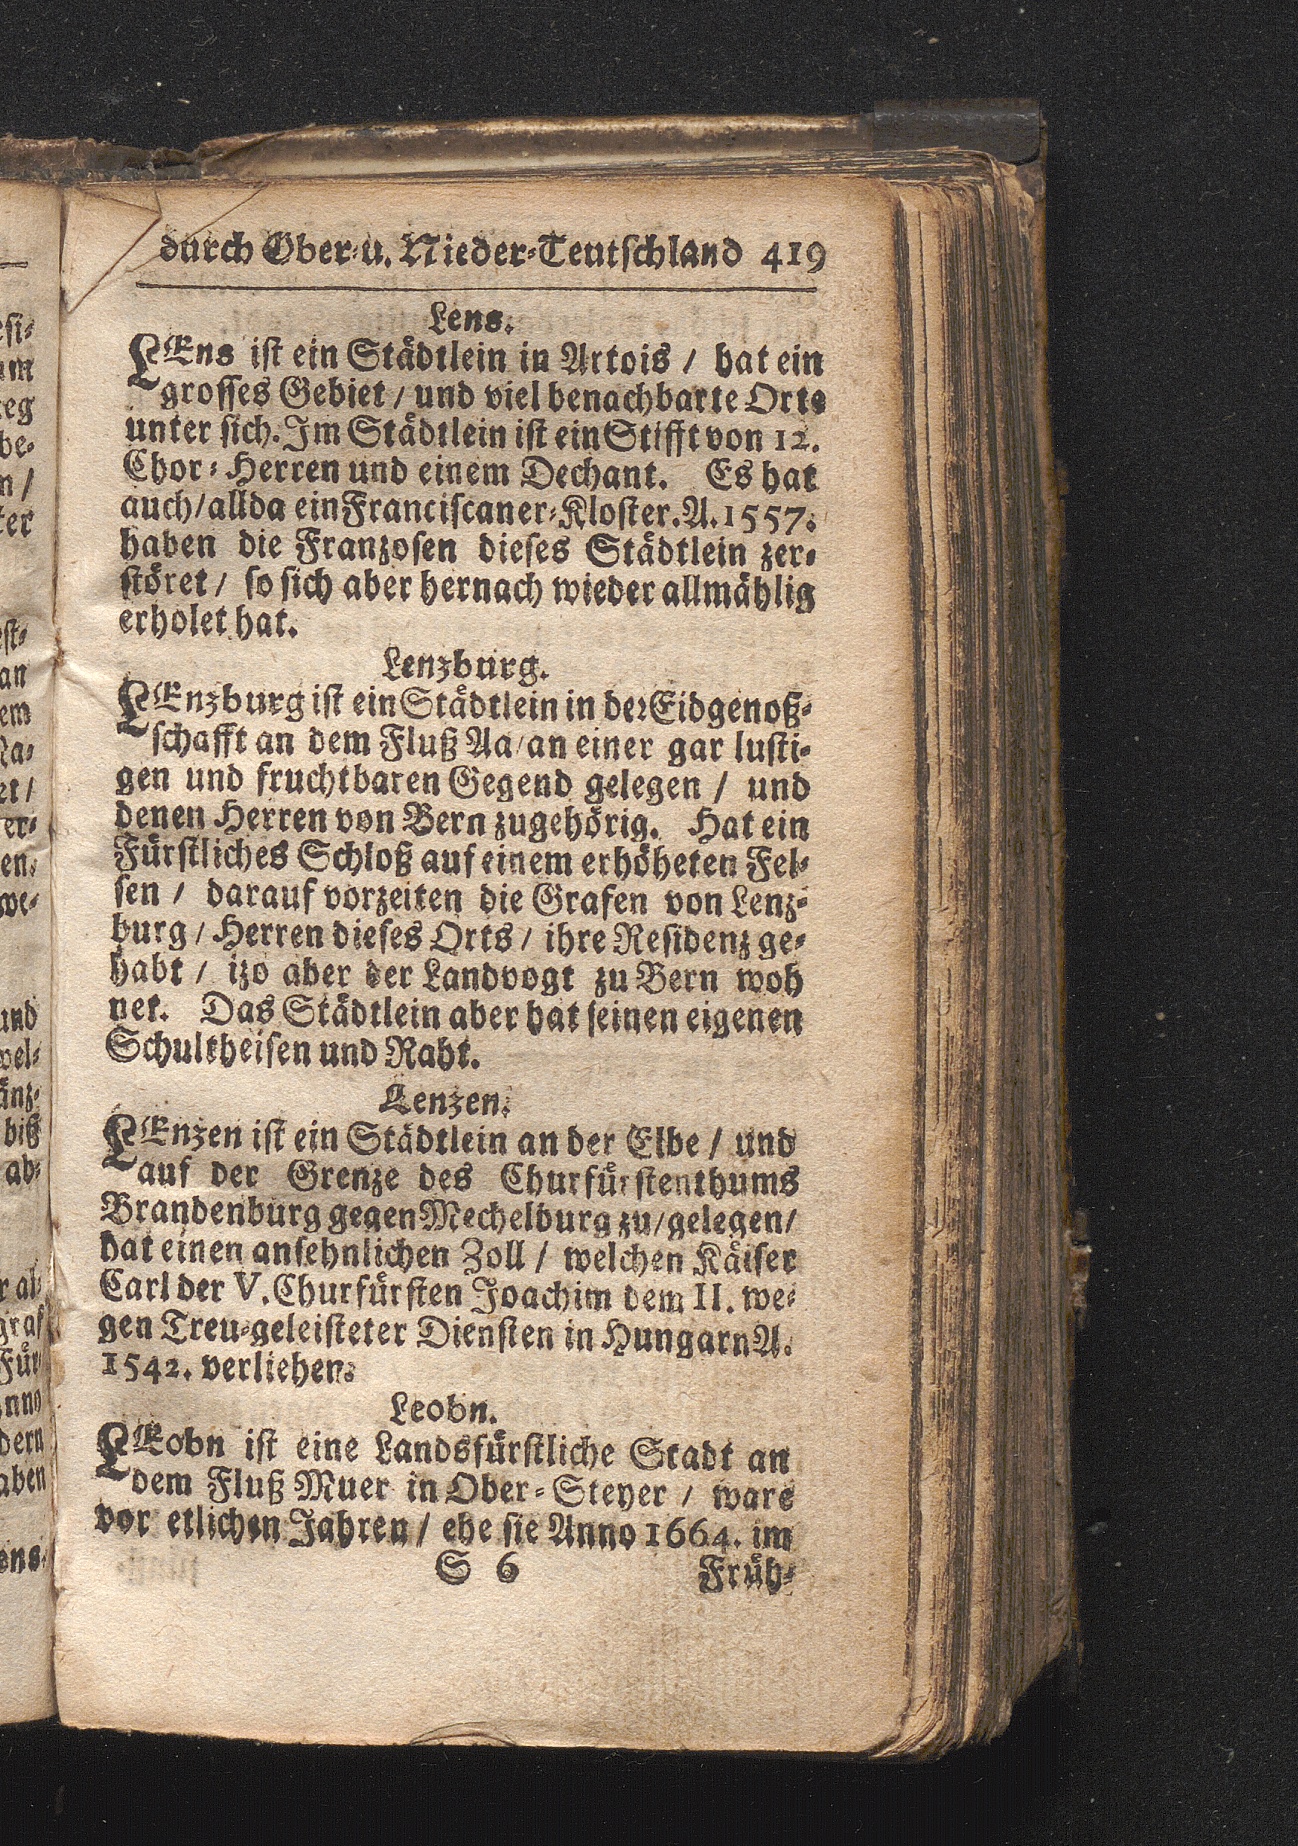 durch Ober-u. Nieder-Teutschland 419
Lens.
LEns ist ein Städtlein in Artois / hat ein
grosses Gebiet / und viel benachbarte Orte
unter sich. Im Städtlein ist ein Stifft von 12.
Chor-Herren und einem Dechant. Es hat
auch/allda ein Franciscaner-Kloster. A. 1557.
haben die Franzosen dieses Städtlein zer-
störet / so sich aber hernach wieder allmählig
erholet hat.
Lenzburg.
LEnzburg ist ein Städtlein in der Eidgenoß-
schafft an dem Fluß Aa/an einer gar lusti-
gen und fruchtbaren Gegend gelegen / und
denen Herren von Bern zugehörig. Hat ein
Fürstliches Schloß auf einem erhöheten Fel-
sen / darauf vorzeiten die Grafen von Lenz-
burg / Herren dieses Orts / ihre Residenz ge-
habt / izo aber der Landvogt zu Bern woh
net. Das Städtlein aber hat seinen eigenen
Schultheisen und Raht.
Lenzen.
LEnzen ist ein Städtlein an der Elbe / und
auf der Grenze des Churfürstenthums
Brandenburg gegen Mechelburg zu/gelegen/
hat einen ansehnlichen Zoll / welchen Käiser
Carl der V. Churfürsten Joachim dem II. we-
gen Treu-geleisteter Diensten in Hungarn A.
1542. verliehen.
Leobn.
LEobn ist eine Landsfürstliche Stadt an
dem Fluß Muer in Ober-Steyer / ware
vor etlichen Jahren / ehe sie Anno 1664. im
S 6 Früh-